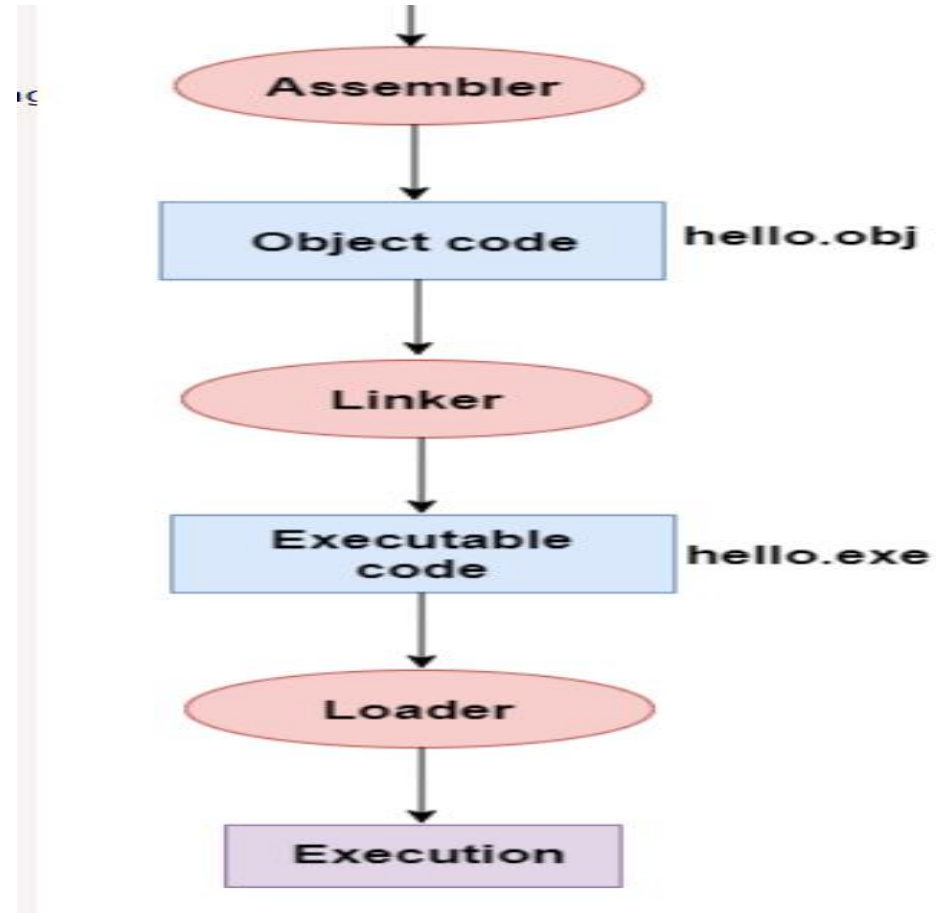 Assembler
Object code
hello.obj
Linker
Executable
code
hello.exe
Loader
Execution